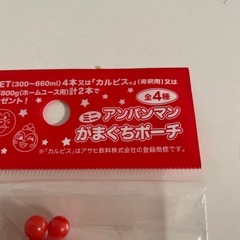 ET(300〜660ml)4本又は「カルピス®」(希釈用)又は
800g(ホームユース用)計2本で
ゼント!
全4種
ミニ アンパンマン
がまぐちポーチ
※「カルピス」はアサヒ飲料株式会社の登録商標です。